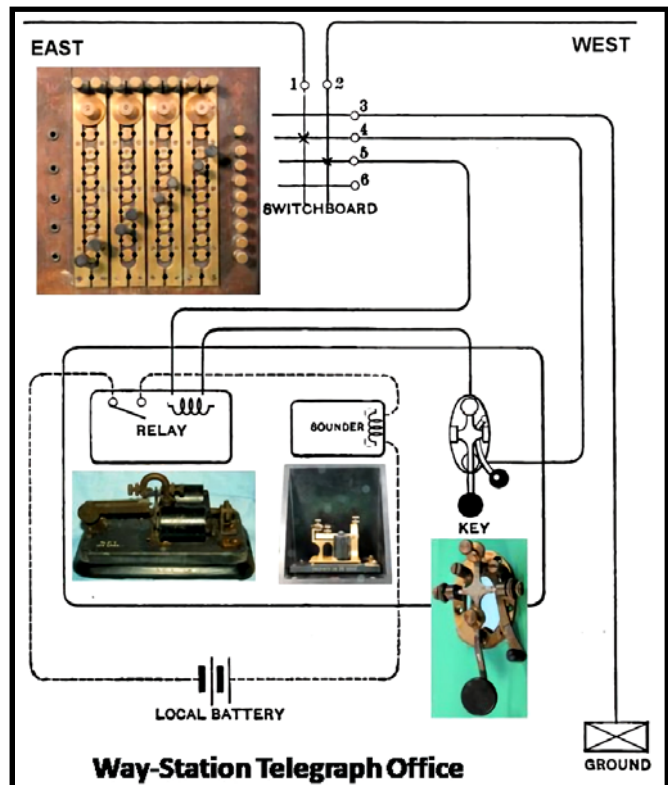 EAST
WEST
1
2
3
4
5
6
SWITCHBOARD
RELAY
SOUNDER
KEY
LOCAL BATTERY
GROUND
Way-Station Telegraph Office